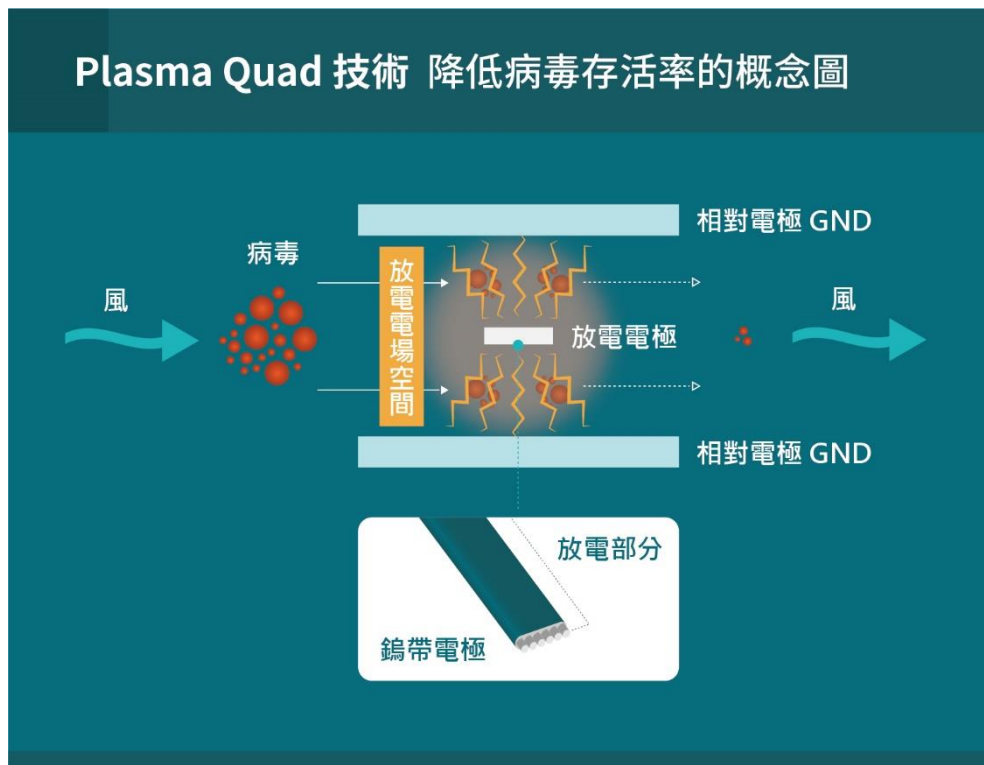 Plasma Quad 技術 降低病毒存活率的概念圖
相對電極 GND
病毒
風
放電電場空間
放電電極
風
相對電極 GND
放電部分
鎢帶電極